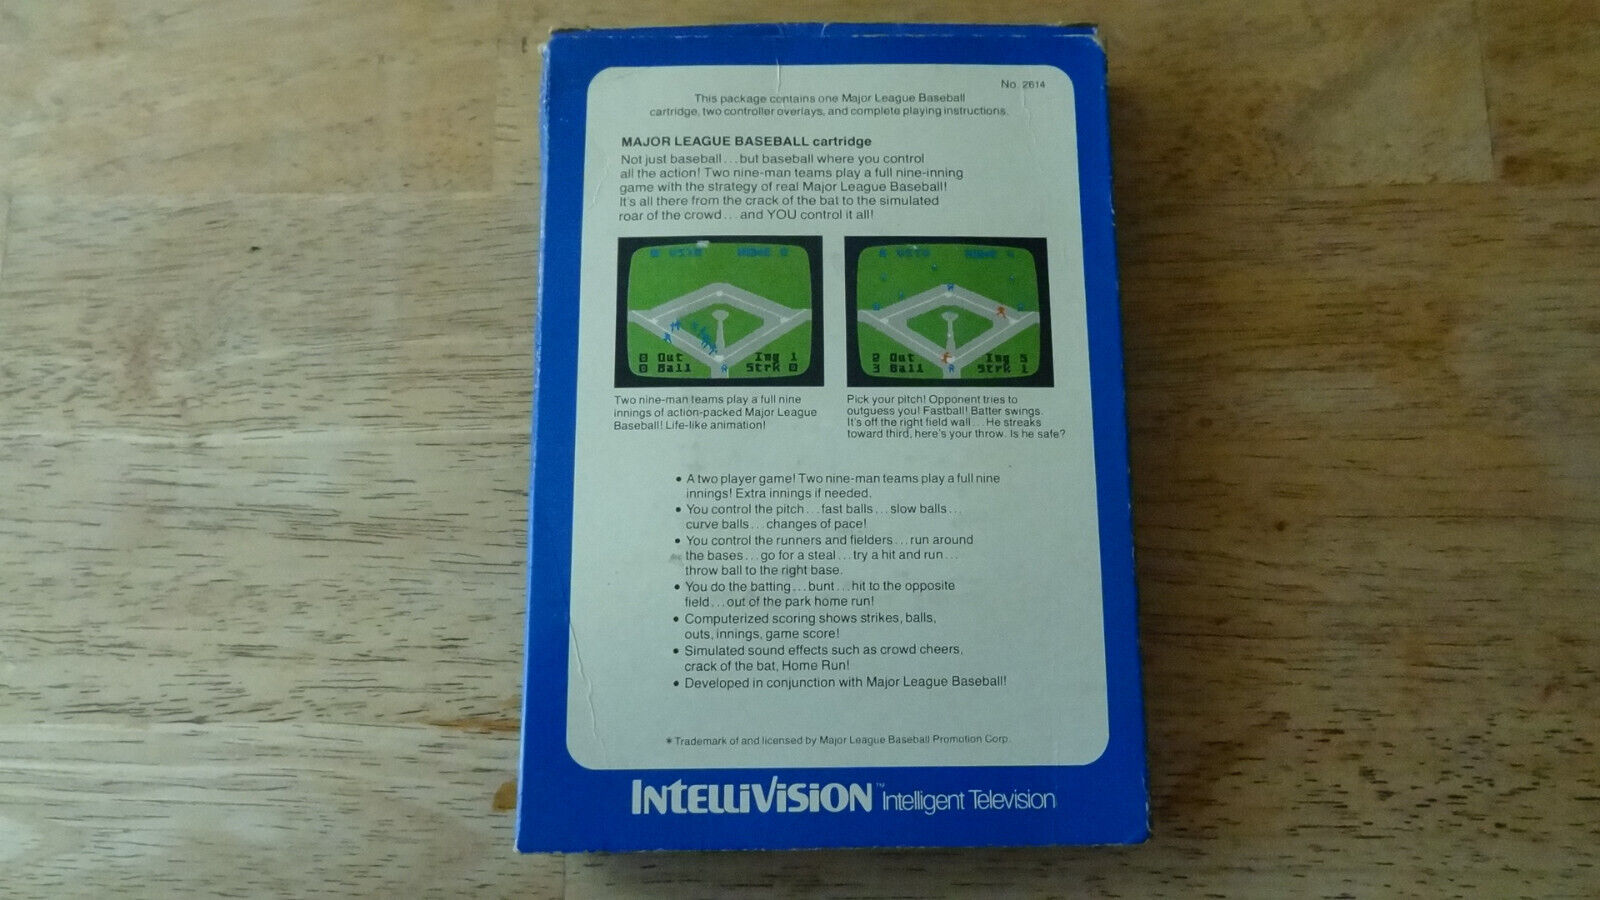 No. 2614
This package contains one Major League Baseball
cartridge, two controller overlays, and complete playing instructions.
MAJOR LEAGUE BASEBALL cartridge
Not just baseball...but baseball where you control
all the action! Two nine-man teams play a full nine-inning
game with the strategy of real Major League Baseball!
It's all there from the crack of the bat to the simulated
roar of the crowd...and YOU control it all!
0 Out Ing 1
0 Ball Strk 0
Two nine-man teams play a full nine
innings of action-packed Major League
Baseball! Life-like animation!
2 Out Ing 5
3 Ball Strk 1
Pick your pitch! Opponent tries to
outguess you! Fastball! Batter swings.
It's off the right field wall... He streaks
toward third, here's your throw. Is he safe?
• A two player game! Two nine-man teams play a full nine
innings! Extra innings if needed.
• You control the pitch...fast balls...slow balls...
curve balls...changes of pace!
• You control the runners and fielders...run around
the bases...go for a steal...try a hit and run...
throw ball to the right base.
• You do the batting...bunt...hit to the opposite
field...out of the park home run!
• Computerized scoring shows strikes, balls,
outs, innings, game score!
• Simulated sound effects such as crowd cheers,
crack of the bat, Home Run!
• Developed in conjunction with Major League Baseball!
*Trademark of and licensed by Major League Baseball Promotion Corp.
INTELLIVISION™ Intelligent Television